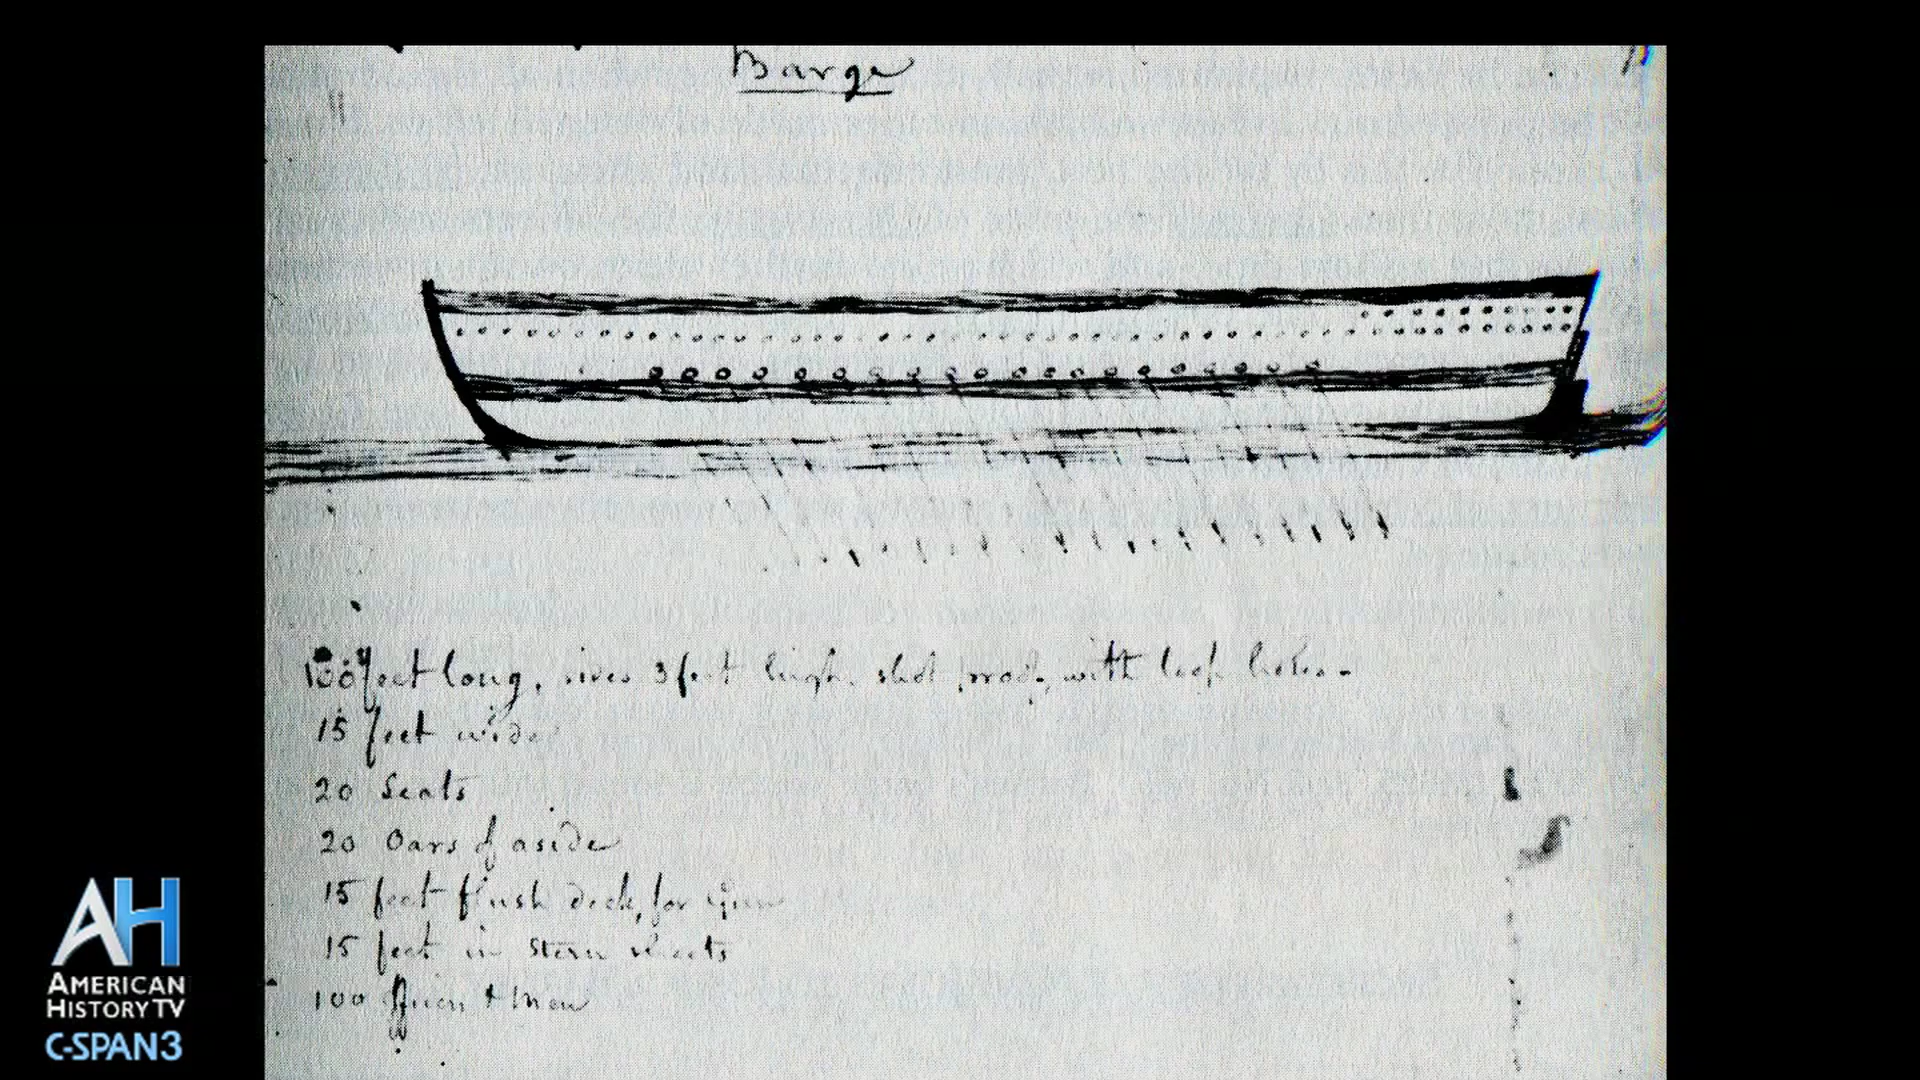 Barge
100 feet long, sides 3 feet high, shot proof, with loop holes -
15 feet wide
20 Seats
20 Oars of aside
15 feet flush deck, for Gun
15 feet in Stern sheets
100 Officers & Men
AH
AMERICAN
HISTORY TV
C-SPAN3